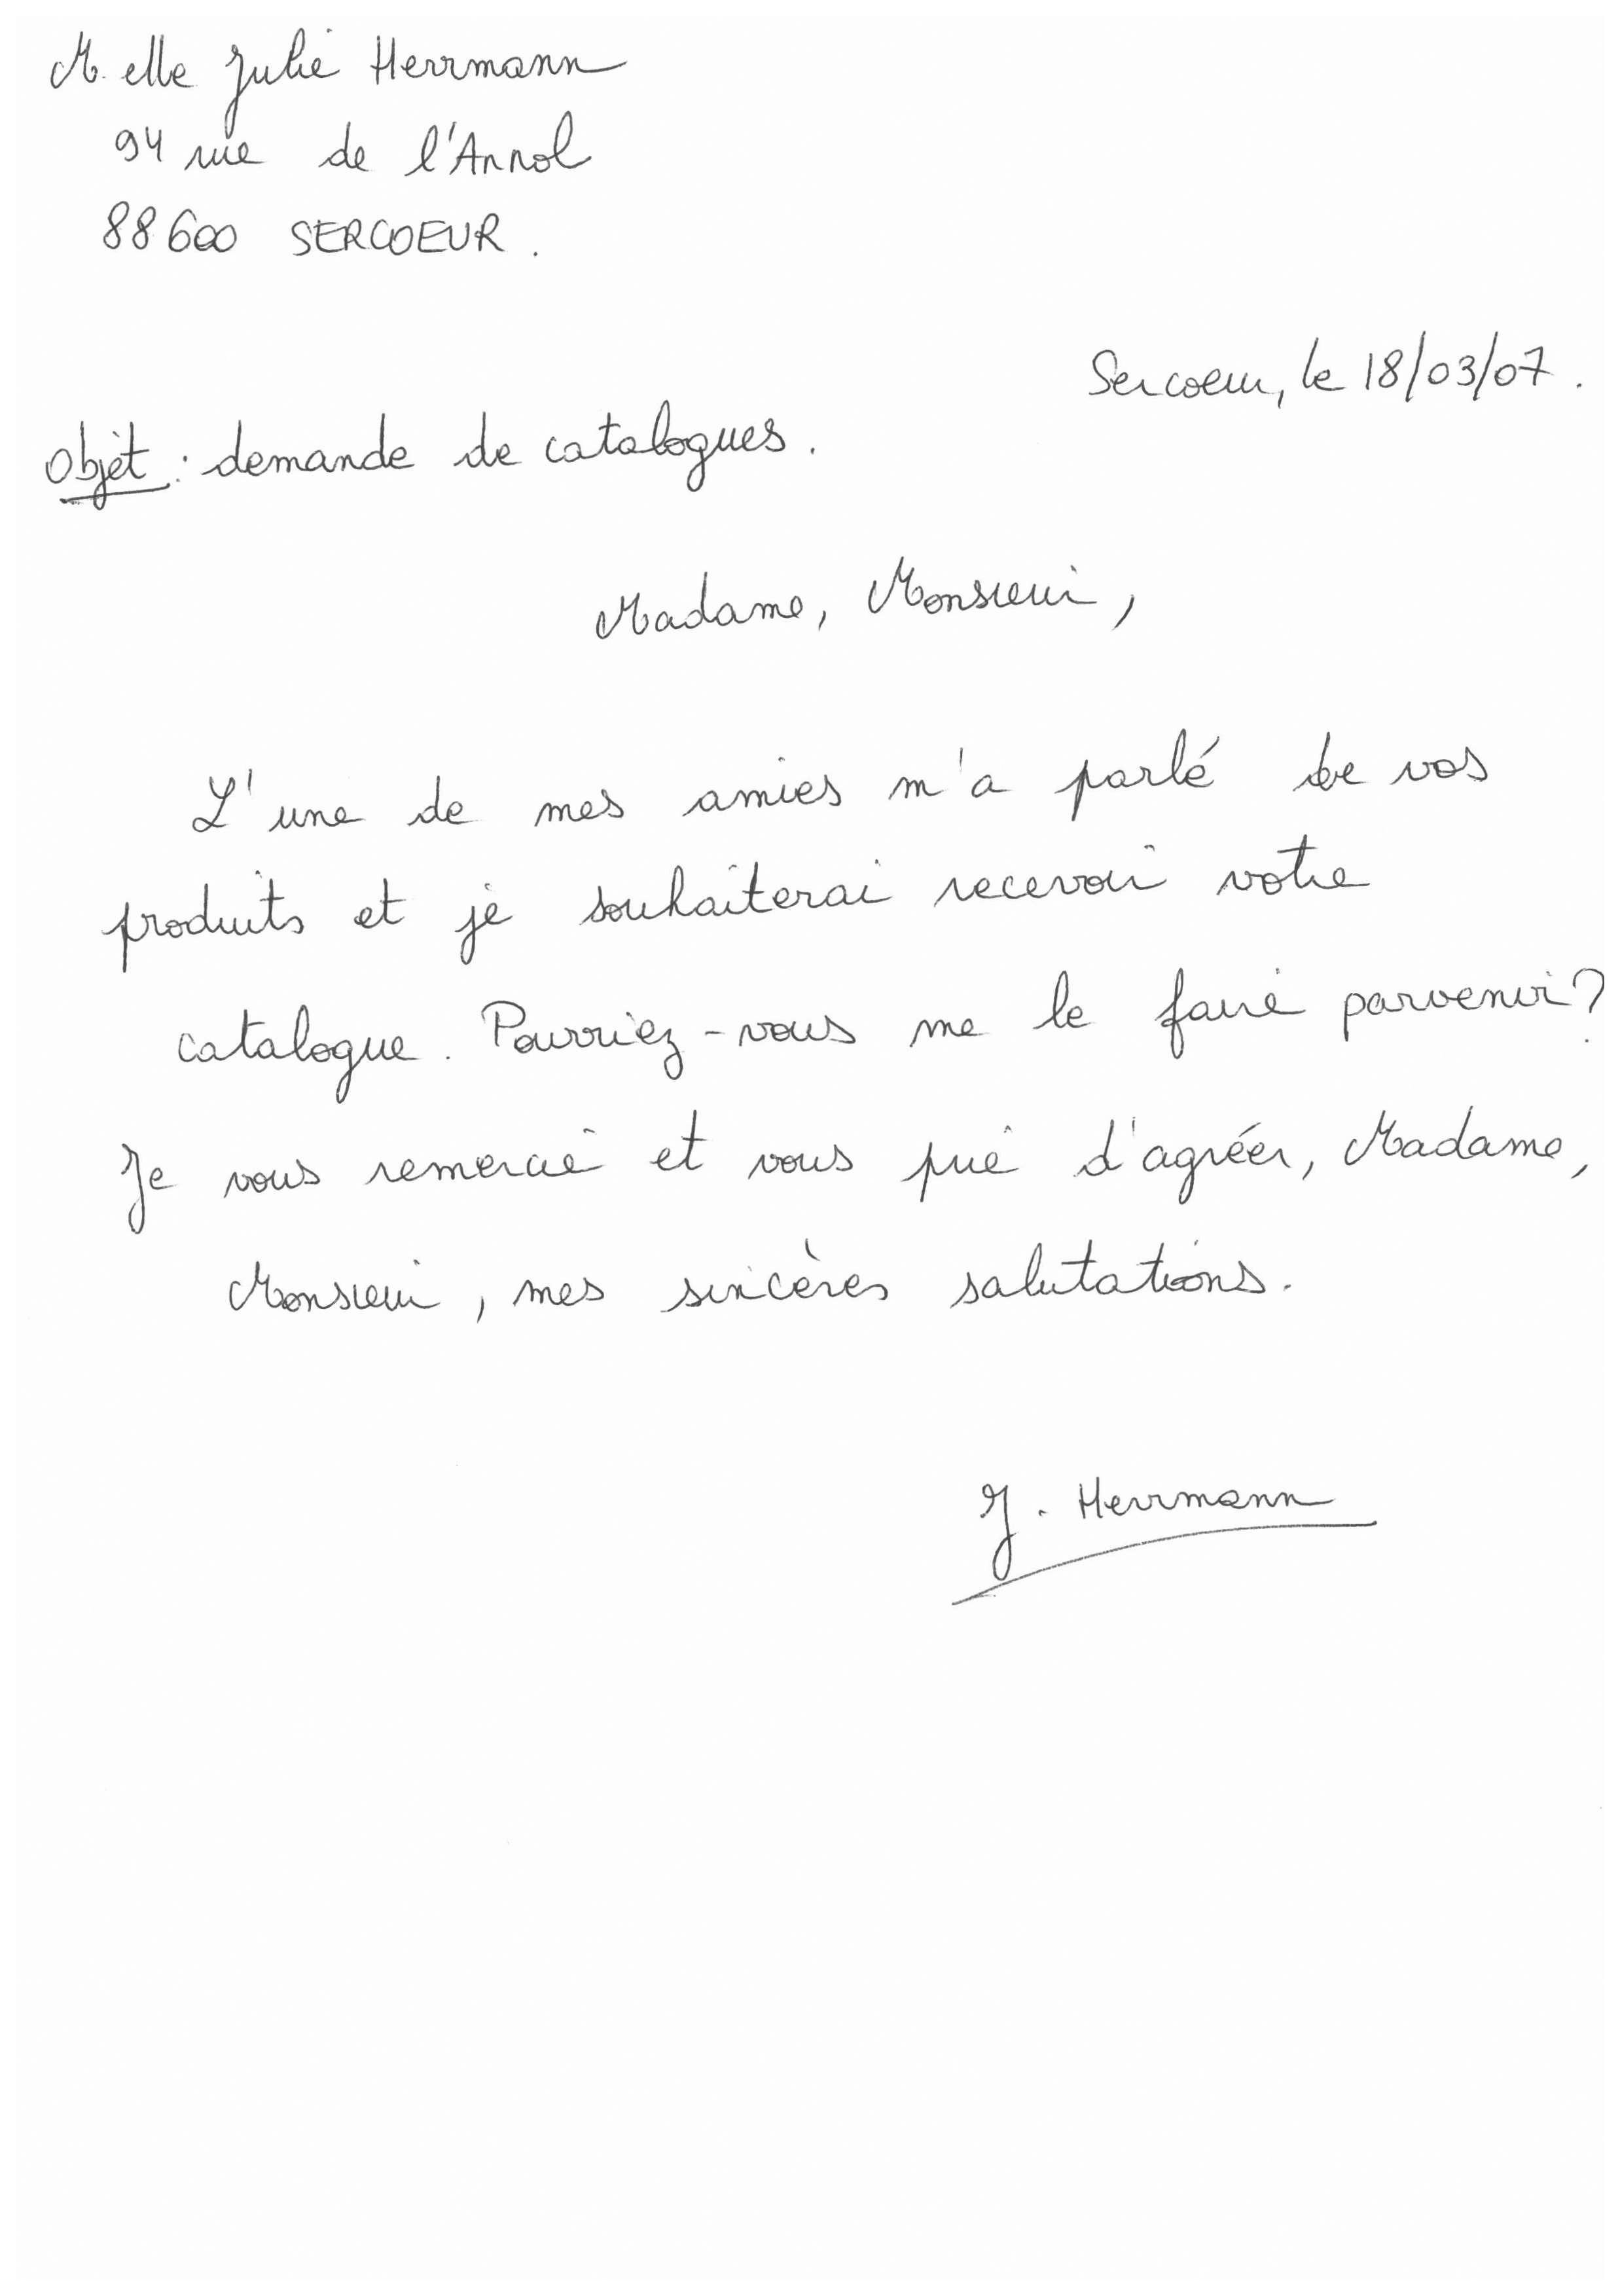 M.elle Julie Herrmann
94 rue de l'Annol
88600 SERCOEUR.
Sercoeur, le 18/03/07.
Objet : demande de catalogues.
Madame, Monsieur,
L'une de mes amies m'a parlé de vos
produits et je souhaiterai recevoir votre
catalogue. Pourriez-vous me le faire parvenir?
Je vous remercie et vous prie d'agréer, Madame,
Monsieur, mes sincères salutations.
J. Herrmann